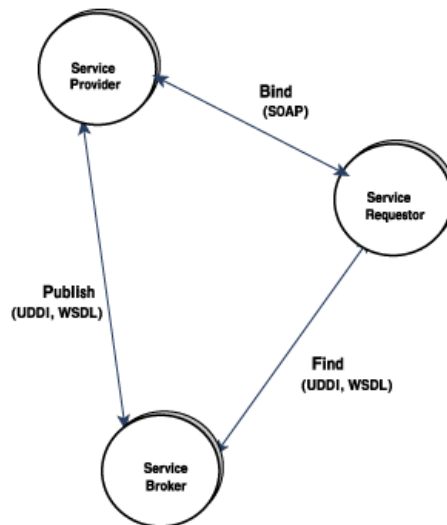 Service
Provider
Bind
(SOAP)
Service
Requestor
Publish
(UDDI, WSDL)
Find
(UDDI, WSDL)
Service
Broker